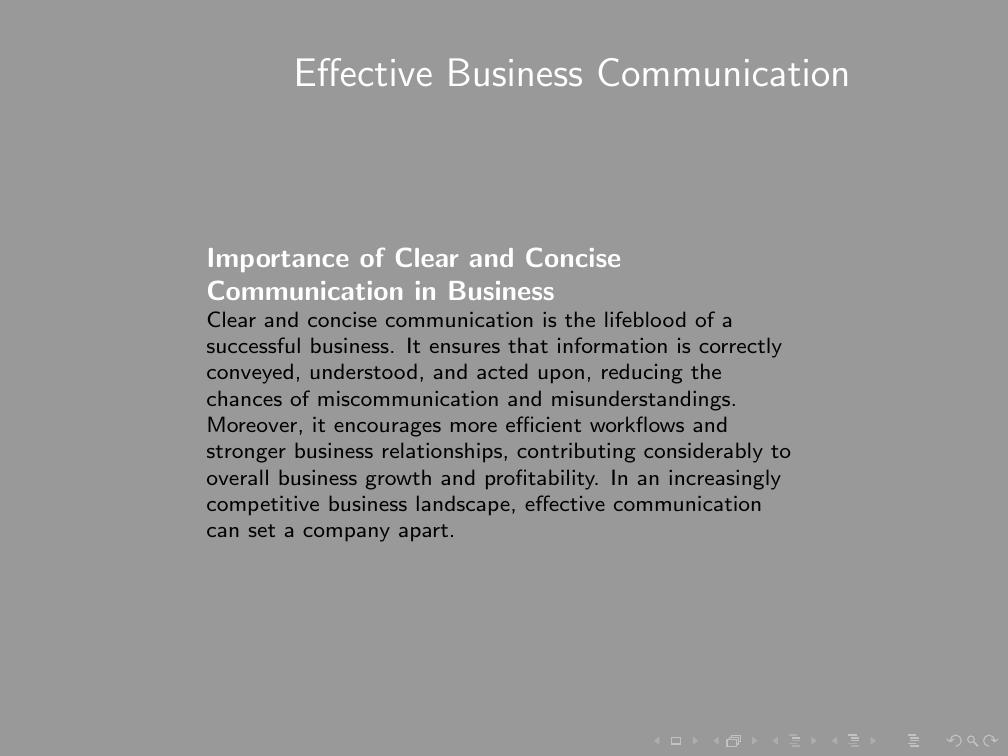 Effective Business Communication
Importance of Clear and Concise
Communication in Business
Clear and concise communication is the lifeblood of a
successful business. It ensures that information is correctly
conveyed, understood, and acted upon, reducing the
chances of miscommunication and misunderstandings.
Moreover, it encourages more efficient workflows and
stronger business relationships, contributing considerably to
overall business growth and profitability. In an increasingly
competitive business landscape, effective communication
can set a company apart.